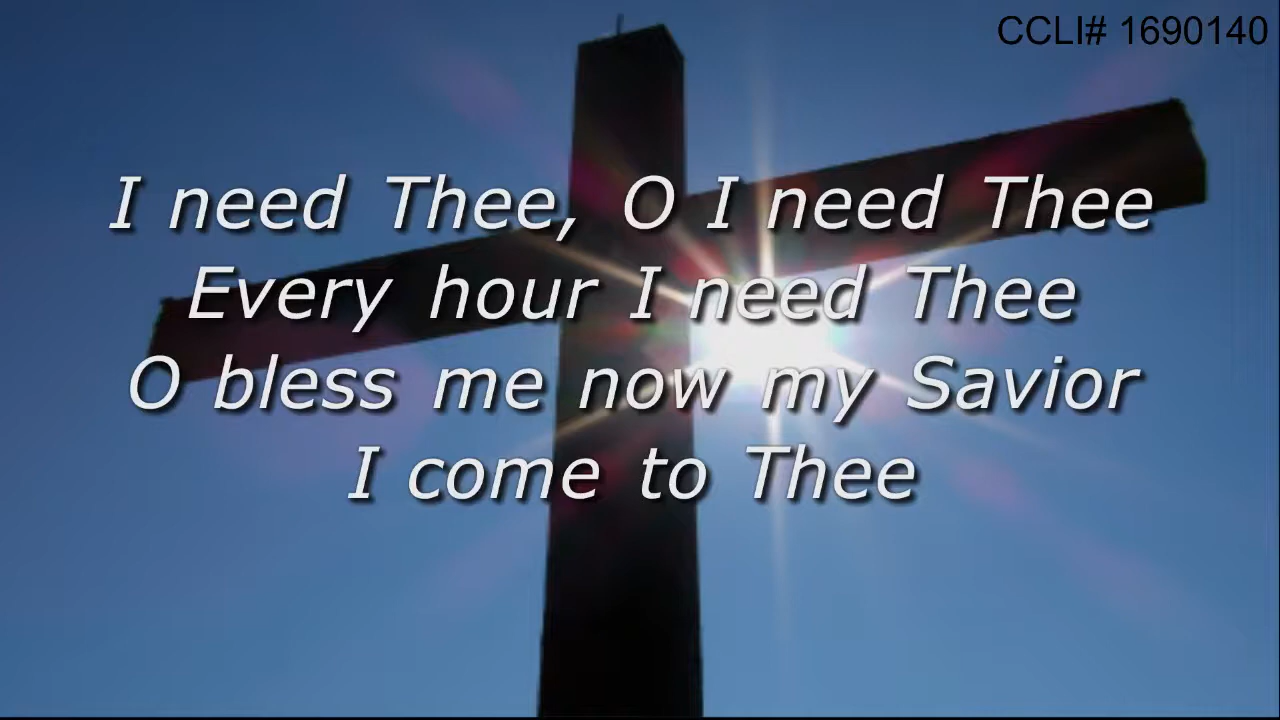 CCLI# 1690140
I need Thee, O I need Thee
Every hour I need Thee
O bless me now my Savior
I come to Thee